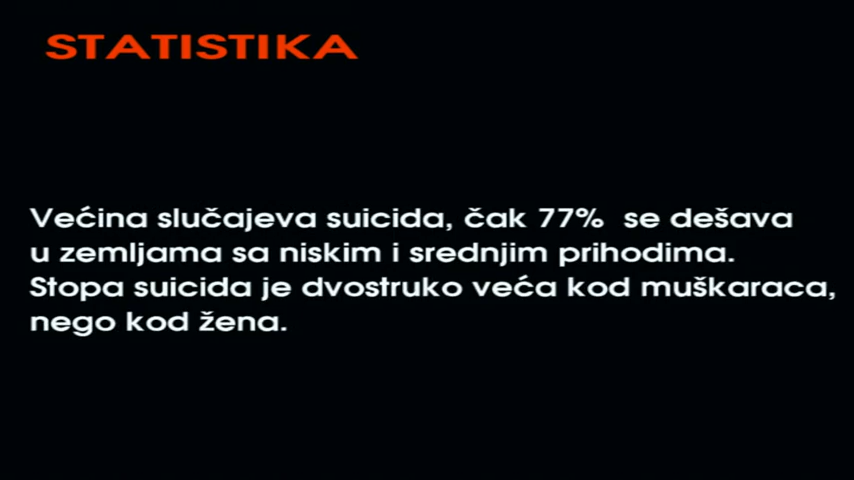 STATISTIKA
Većina slučajeva suicida, čak 77% se dešava
u zemljama sa niskim i srednjim prihodima.
Stopa suicida je dvostruko veća kod muškaraca,
nego kod žena.